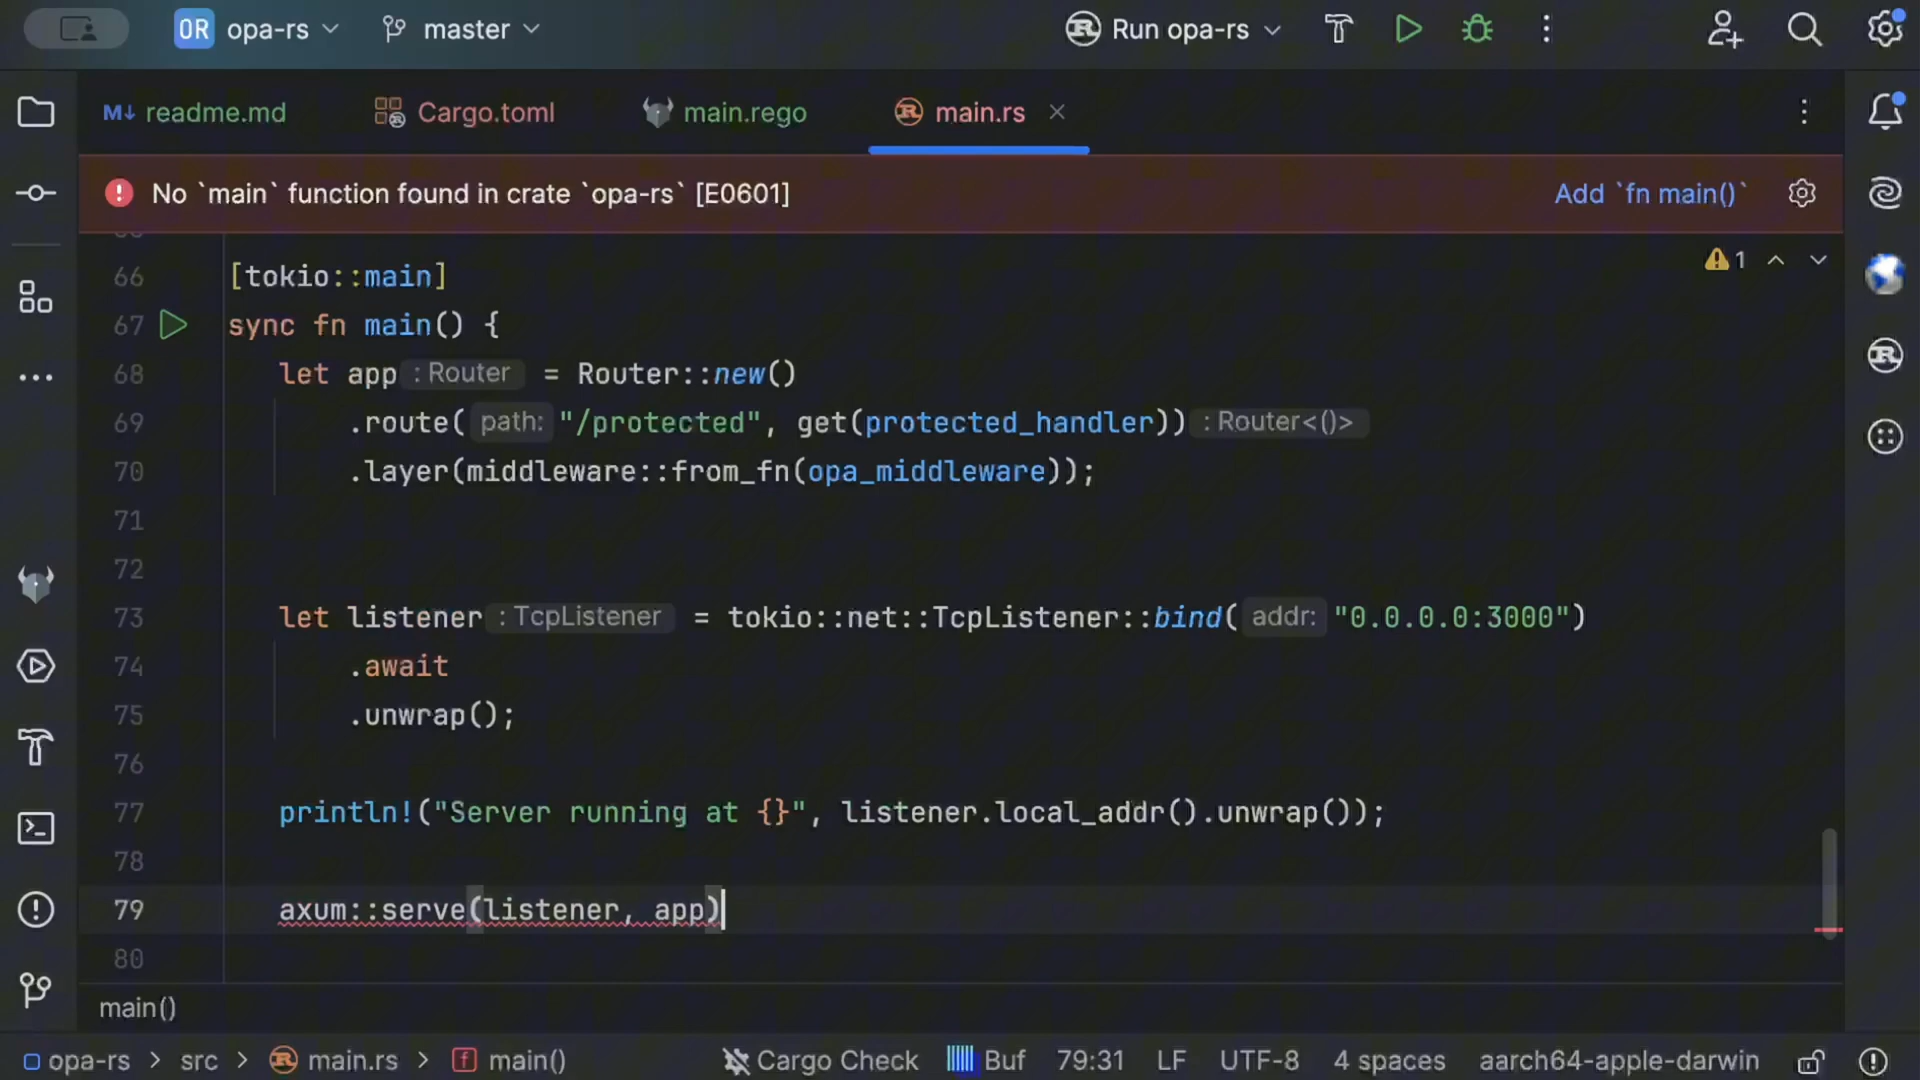 OR opa-rs master Run opa-rs
M↓ readme.md Cargo.toml main.rego main.rs
No `main` function found in crate `opa-rs` [E0601] Add `fn main()`
66 [tokio::main] 1
67 sync fn main() {
68 let app : Router = Router::new()
69 .route( path: "/protected", get(protected_handler)) : Router<()>
70 .layer(middleware::from_fn(opa_middleware));
71
72
73 let listener : TcpListener = tokio::net::TcpListener::bind( addr: "0.0.0.0:3000")
74 .await
75 .unwrap();
76
77 println!("Server running at {}", listener.local_addr().unwrap());
78
79 axum::serve(listener, app)
80
main()
opa-rs > src > main.rs > main() Cargo Check Buf 79:31 LF UTF-8 4 spaces aarch64-apple-darwin